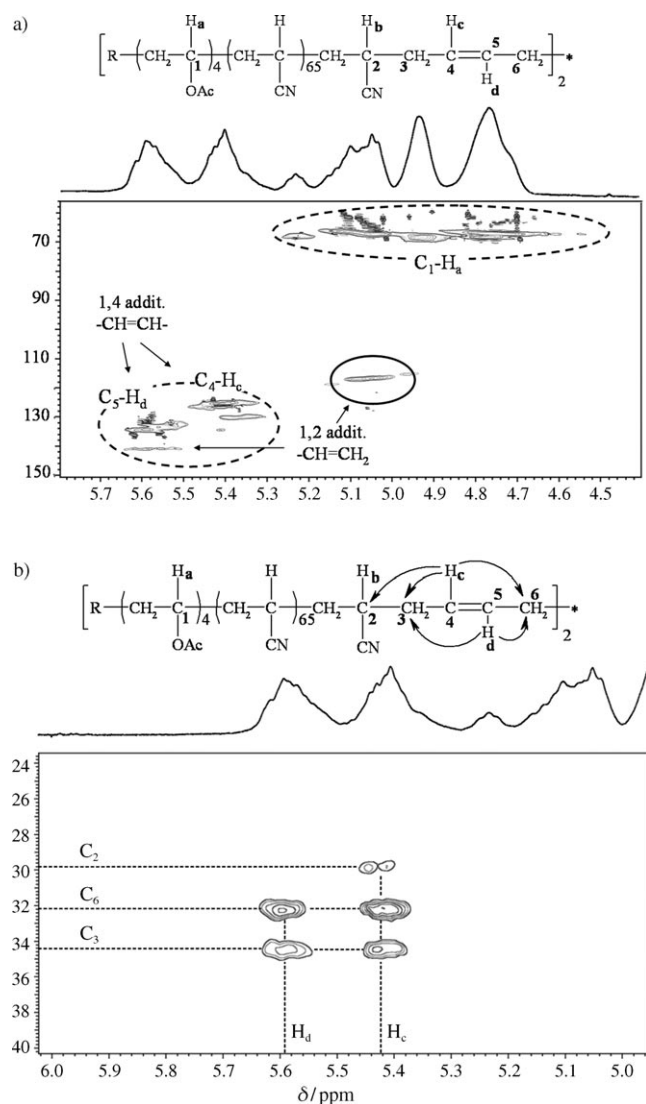 a)
H a H H b H c 5
[ R ( CH2 C 1 )4 ( CH2 C )65 CH2 C 2 CH2 3 C 4 = C CH2 6 ]2 *
OAc CN CN H d
70
C1-Ha
90
1,4 addit.
-CH=CH-
110
C5-Hd C4-Hc
130
1,2 addit.
-CH=CH2
150
5.7 5.6 5.5 5.4 5.3 5.2 5.1 5.0 4.9 4.8 4.7 4.6 4.5
b)
H a H H b H c 5 6
[ R ( CH2 C 1 )4 ( CH2 C )65 CH2 C 2 CH2 3 C 4 = C CH2 ]2 *
OAc CN CN H d
24
26
28
C2
30
C6
32
C3
34
36
38
Hd Hc
40
6.0 5.9 5.8 5.7 5.6 5.5 5.4 5.3 5.2 5.1 5.0
δ/ppm